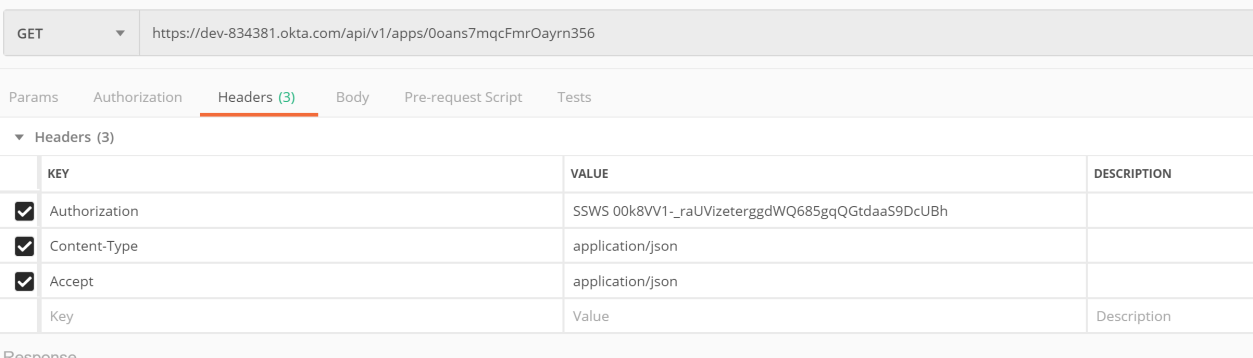 GET https://dev-834381.okta.com/api/v1/apps/0oans7mqcFmrOayrn356
Params Authorization Headers (3) Body Pre-request Script Tests
Headers (3)
KEY VALUE DESCRIPTION
Authorization SSWS 00k8VV1-_raUVizeterggdWQ685gqQGtdaaS9DcUBh
Content-Type application/json
Accept application/json
Key Value Description
Response